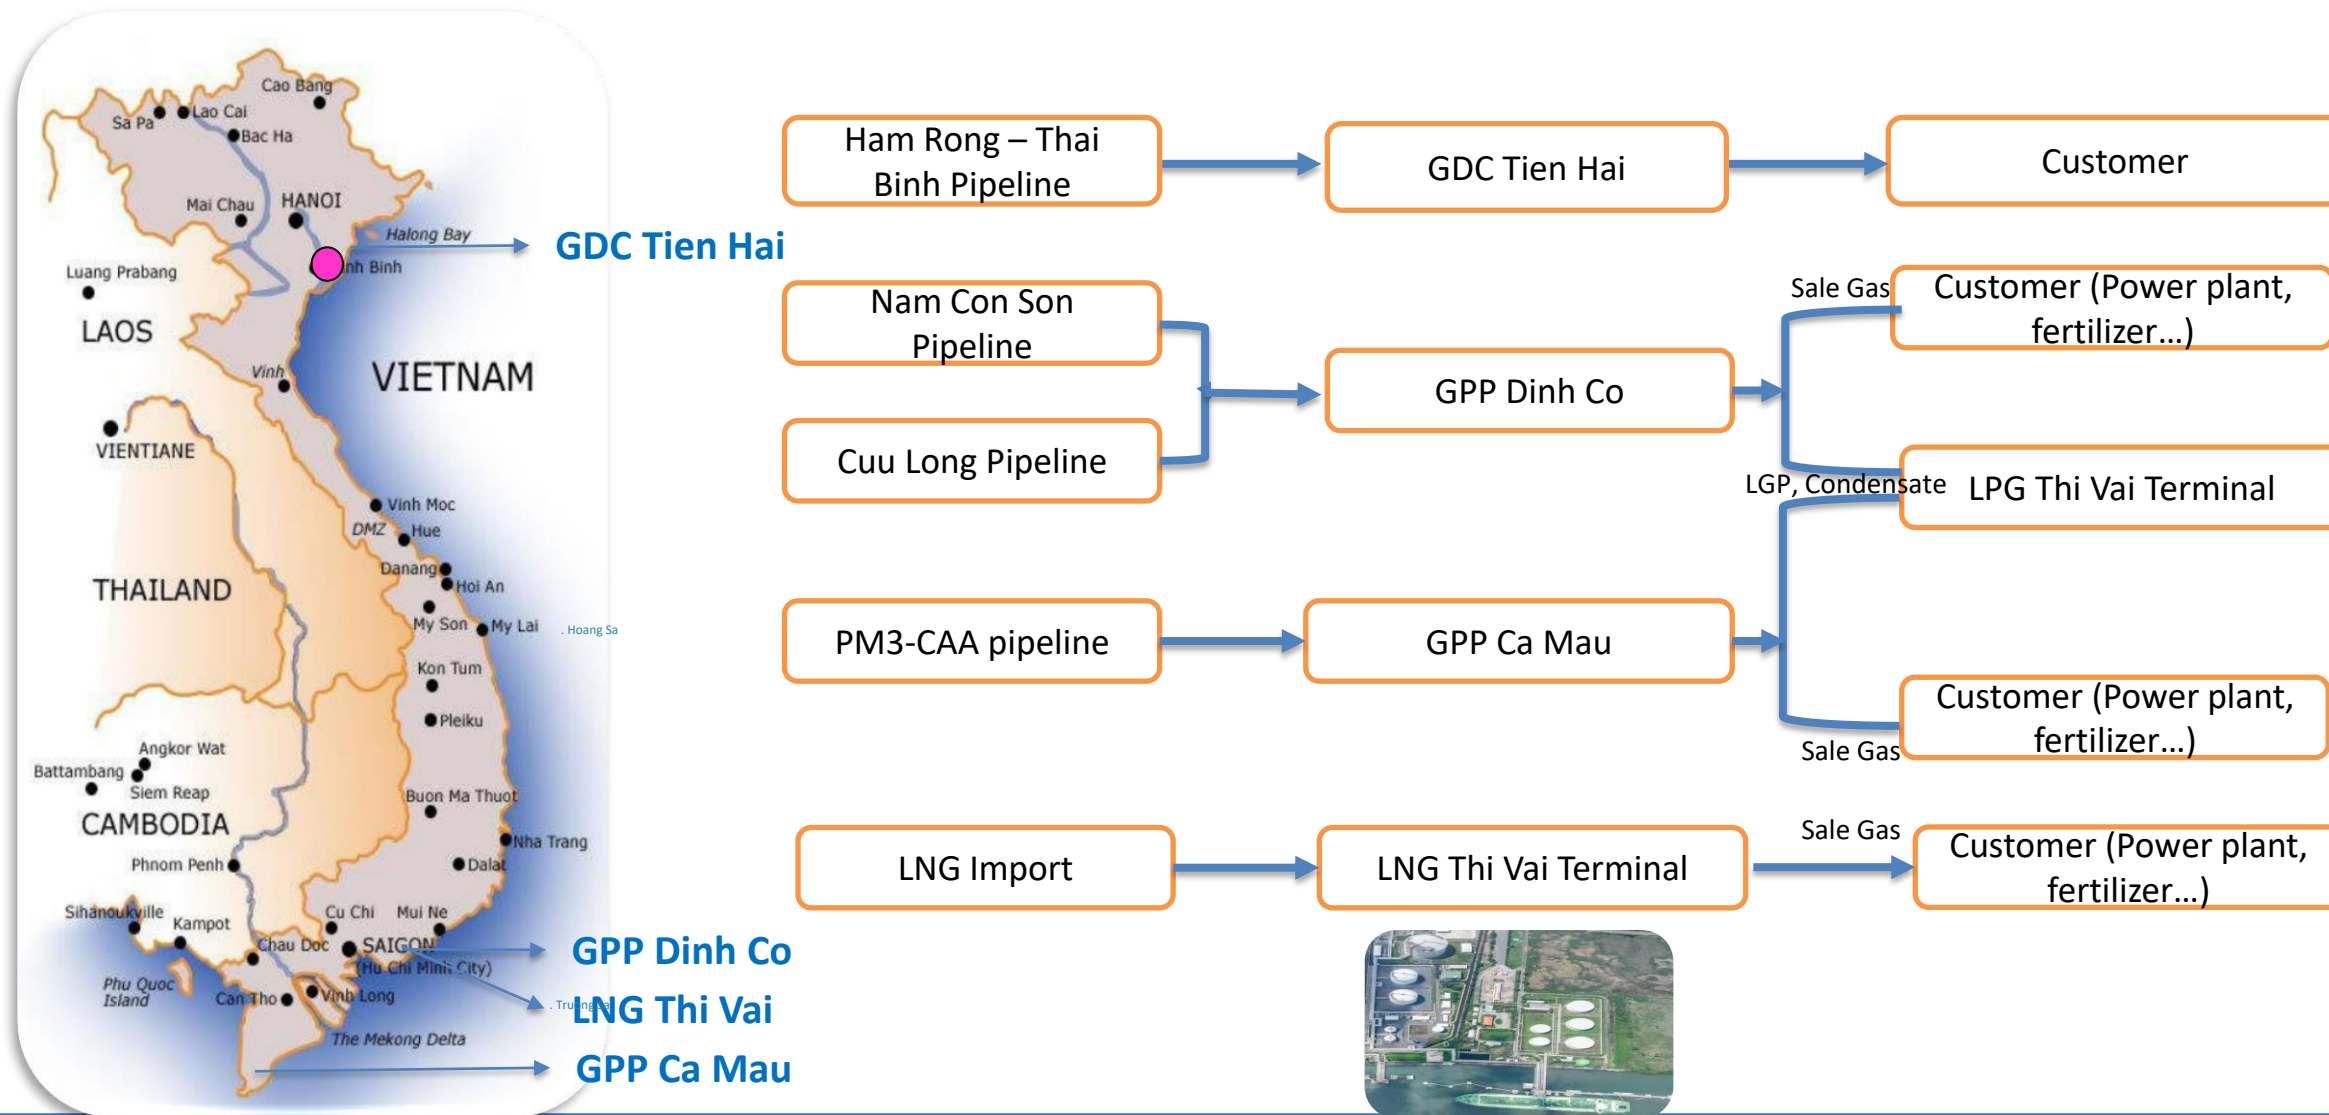 Cao Bang
Lao Cai
Sa Pa
Bac Ha
Mai Chau
HANOI
Halong Bay
GDC Tien Hai
nh Binh
Luang Prabang
LAOS
VIETNAM
Vinh
VIENTIANE
Vinh Moc
DMZ
Hue
Danang
Hoi An
THAILAND
My Son
My Lai
. Hoang Sa
Kon Tum
Pleiku
Angkor Wat
Battambang
Siem Reap
Buon Ma Thuot
CAMBODIA
Nha Trang
Phnom Penh
Dalat
Sihanoukville
Kampot
Cu Chi
Mui Ne
Chau Doc
SAIGON
(Hu Chi Minh City)
GPP Dinh Co
Phu Quoc
Island
Can Tho
Vinh Long
LNG Thi Vai
The Mekong Delta
GPP Ca Mau
Ham Rong – Thai
Binh Pipeline
GDC Tien Hai
Customer
Nam Con Son
Pipeline
Cuu Long Pipeline
GPP Dinh Co
Sale Gas
Customer (Power plant,
fertilizer...)
LGP, Condensate
LPG Thi Vai Terminal
PM3-CAA pipeline
GPP Ca Mau
Customer (Power plant,
fertilizer...)
Sale Gas
LNG Import
LNG Thi Vai Terminal
Sale Gas
Customer (Power plant,
fertilizer...)